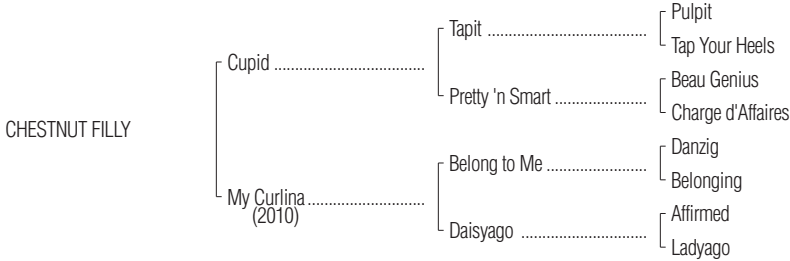 Pulpit
Tapit
Tap Your Heels
Cupid
Beau Genius
Pretty 'n Smart
Charge d'Affaires
CHESTNUT FILLY
Danzig
Belong to Me
Belonging
My Curlina
(2010)
Affirmed
Daisyago
Ladyago